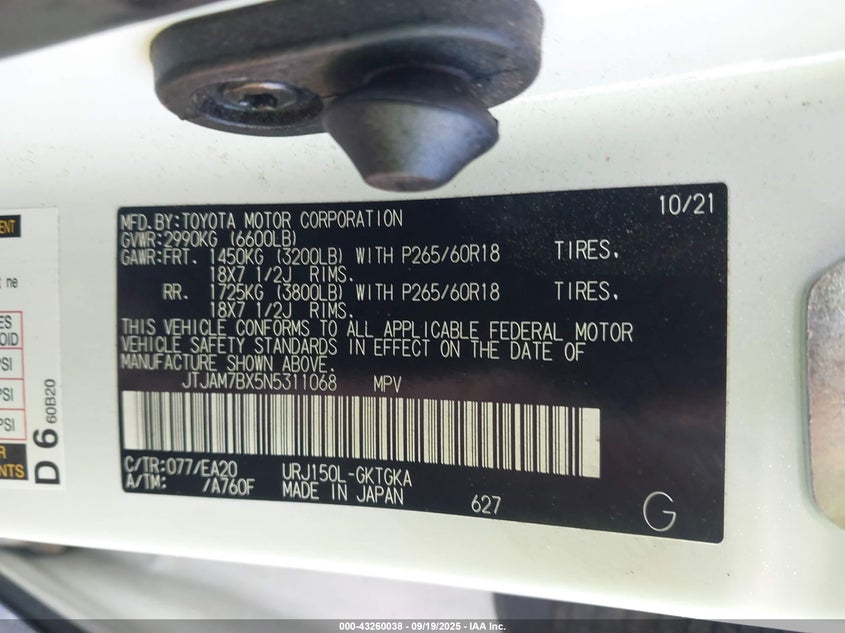 MFD.BY:TOYOTA MOTOR CORPORATION 10/21
GVWR:2990KG (6600LB)
GAWR:FRT. 1450KG (3200LB) WITH P265/60R18 TIRES.
18X7 1/2J RIMS.
RR. 1725KG (3800LB) WITH P265/60R18 TIRES.
18X7 1/2J RIMS.
THIS VEHICLE CONFORMS TO ALL APPLICABLE FEDERAL MOTOR
VEHICLE SAFETY STANDARDS IN EFFECT ON THE DATE OF
MANUFACTURE SHOWN ABOVE.
JTJAM7BX5N5311068 MPV
C/TR:077/EA20 URJ150L-GKTGKA
A/TM: /A760F MADE IN JAPAN 627
G
PSI
PSI
PSI
D 6 60B20
000-43260038 - 09/19/2025 - IAA Inc.